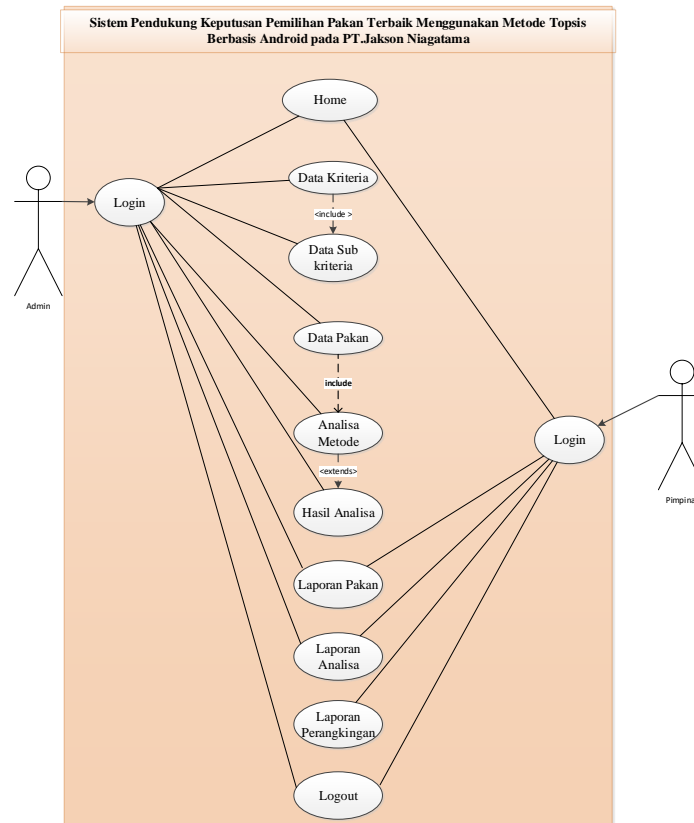 Sistem Pendukung Keputusan Pemilihan Pakan Terbaik Menggunakan Metode Topsis
Berbasis Android pada PT.Jakson Niagatama
Home
Data Kriteria
<include >
Login
Data Sub
kriteria
Admin
Data Pakan
include
Analisa
Metode
Login
<extends>
Pimpina
Hasil Analisa
Laporan Pakan
Laporan
Analisa
Laporan
Perangkingan
Logout